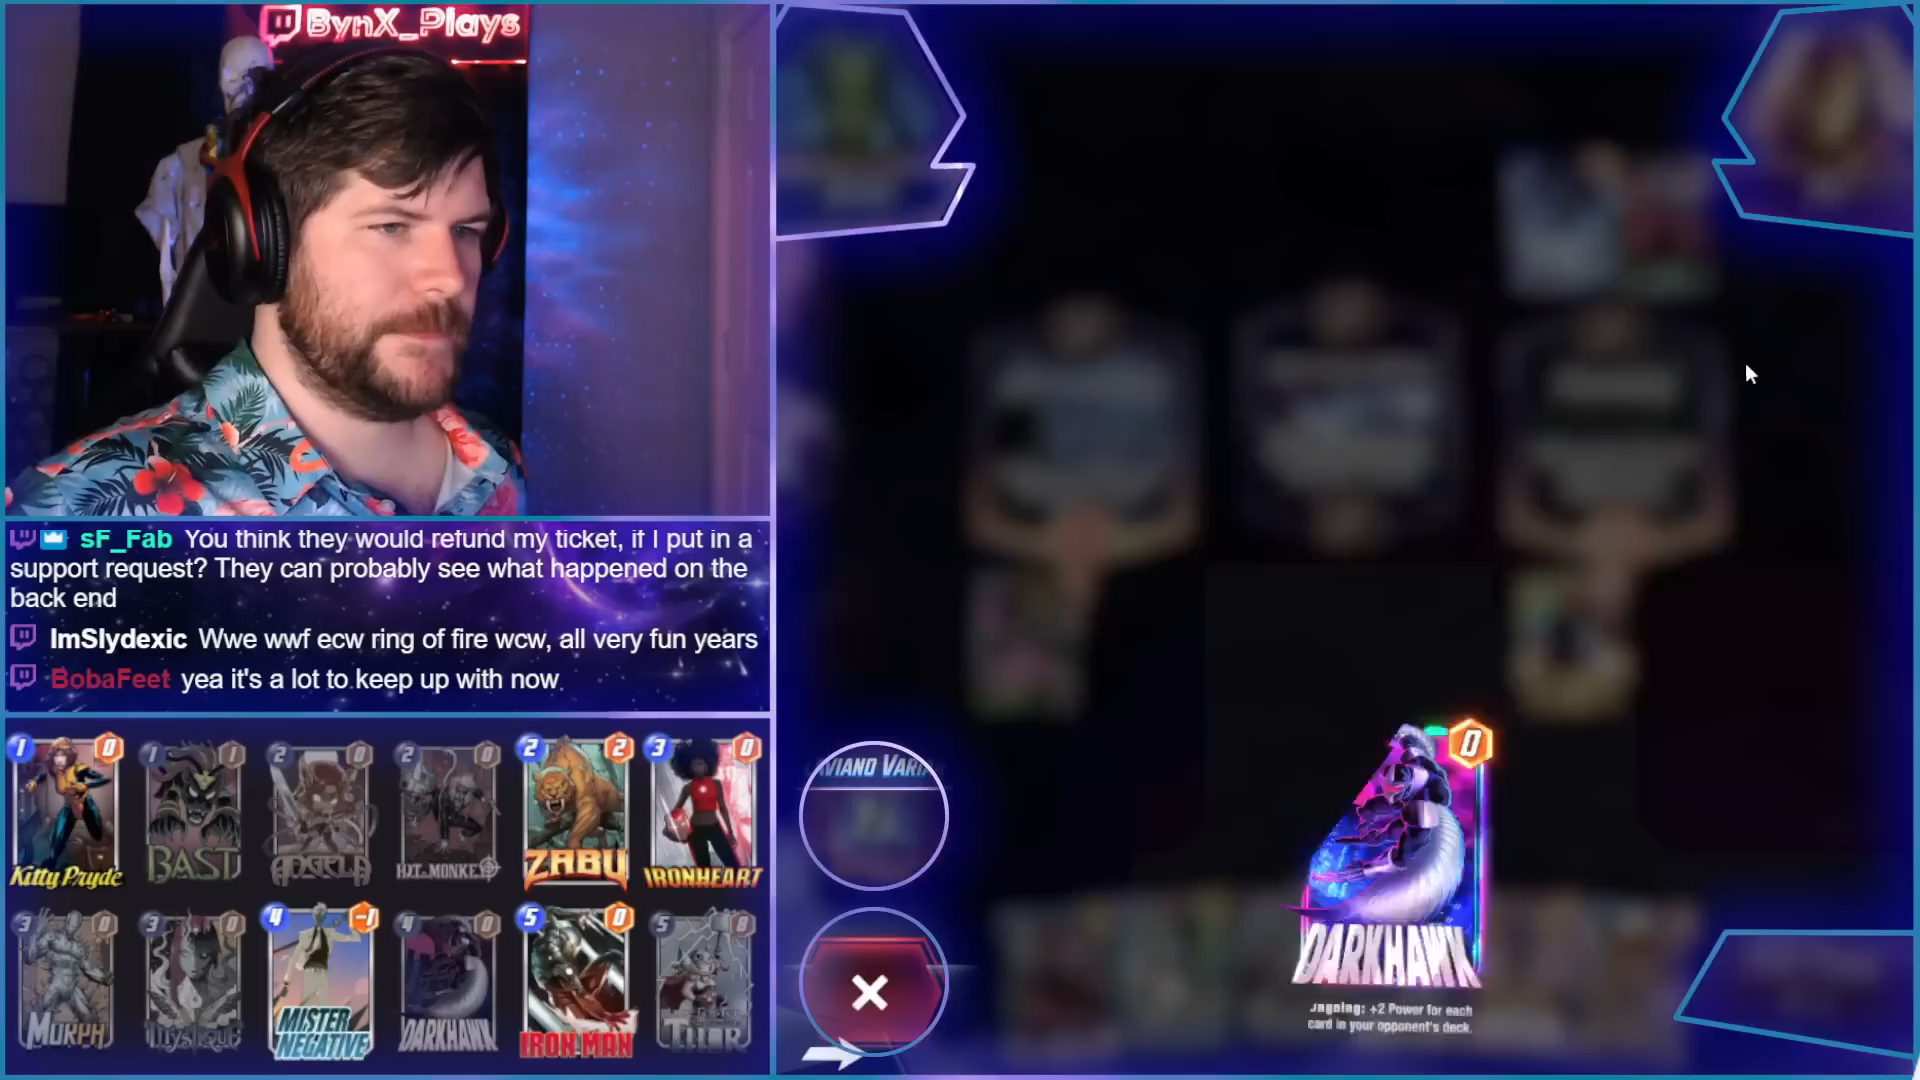 BynX_Plays
sF_Fab You think they would refund my ticket, if I put in a
support request? They can probably see what happened on the
back end
ImSlydexic Wwe wwf ecw ring of fire wcw, all very fun years
BobaFeet yea it's a lot to keep up with now
1 0 Kitty Pryde
1 1 BAST
2 0 ANGELA
2 0 HIT-MONKEY
2 2 ZABU
3 0 IRONHEART
3 0 MORPH
3 0 MYSTIQUE
4 -1 MISTER NEGATIVE
4 0 DARKHAWK
5 0 IRON MAN
5 0 THOR
0
DARKHAWK
Ongoing: +2 Power for each
card in your opponent's deck.